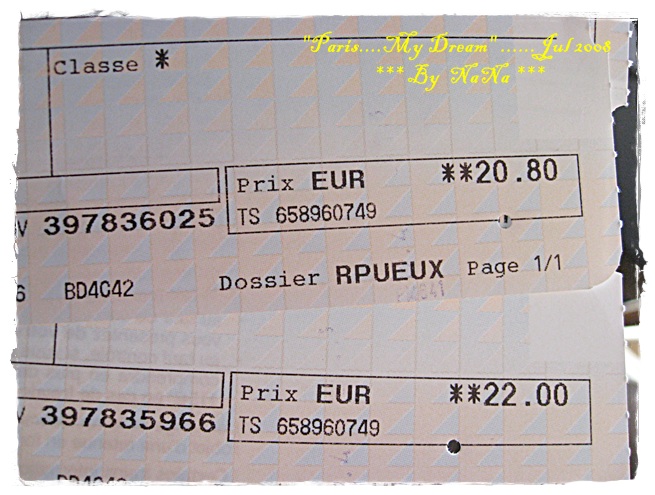 "Paris....My Dream"......Jul 2008
*** By NaNa ***
Classe *
Prix EUR **20.80
V 397836025 TS 658960749
6 BD4C42 Dossier RPUEUX Page 1/1
Prix EUR **22.00
V 397835966 TS 658960749